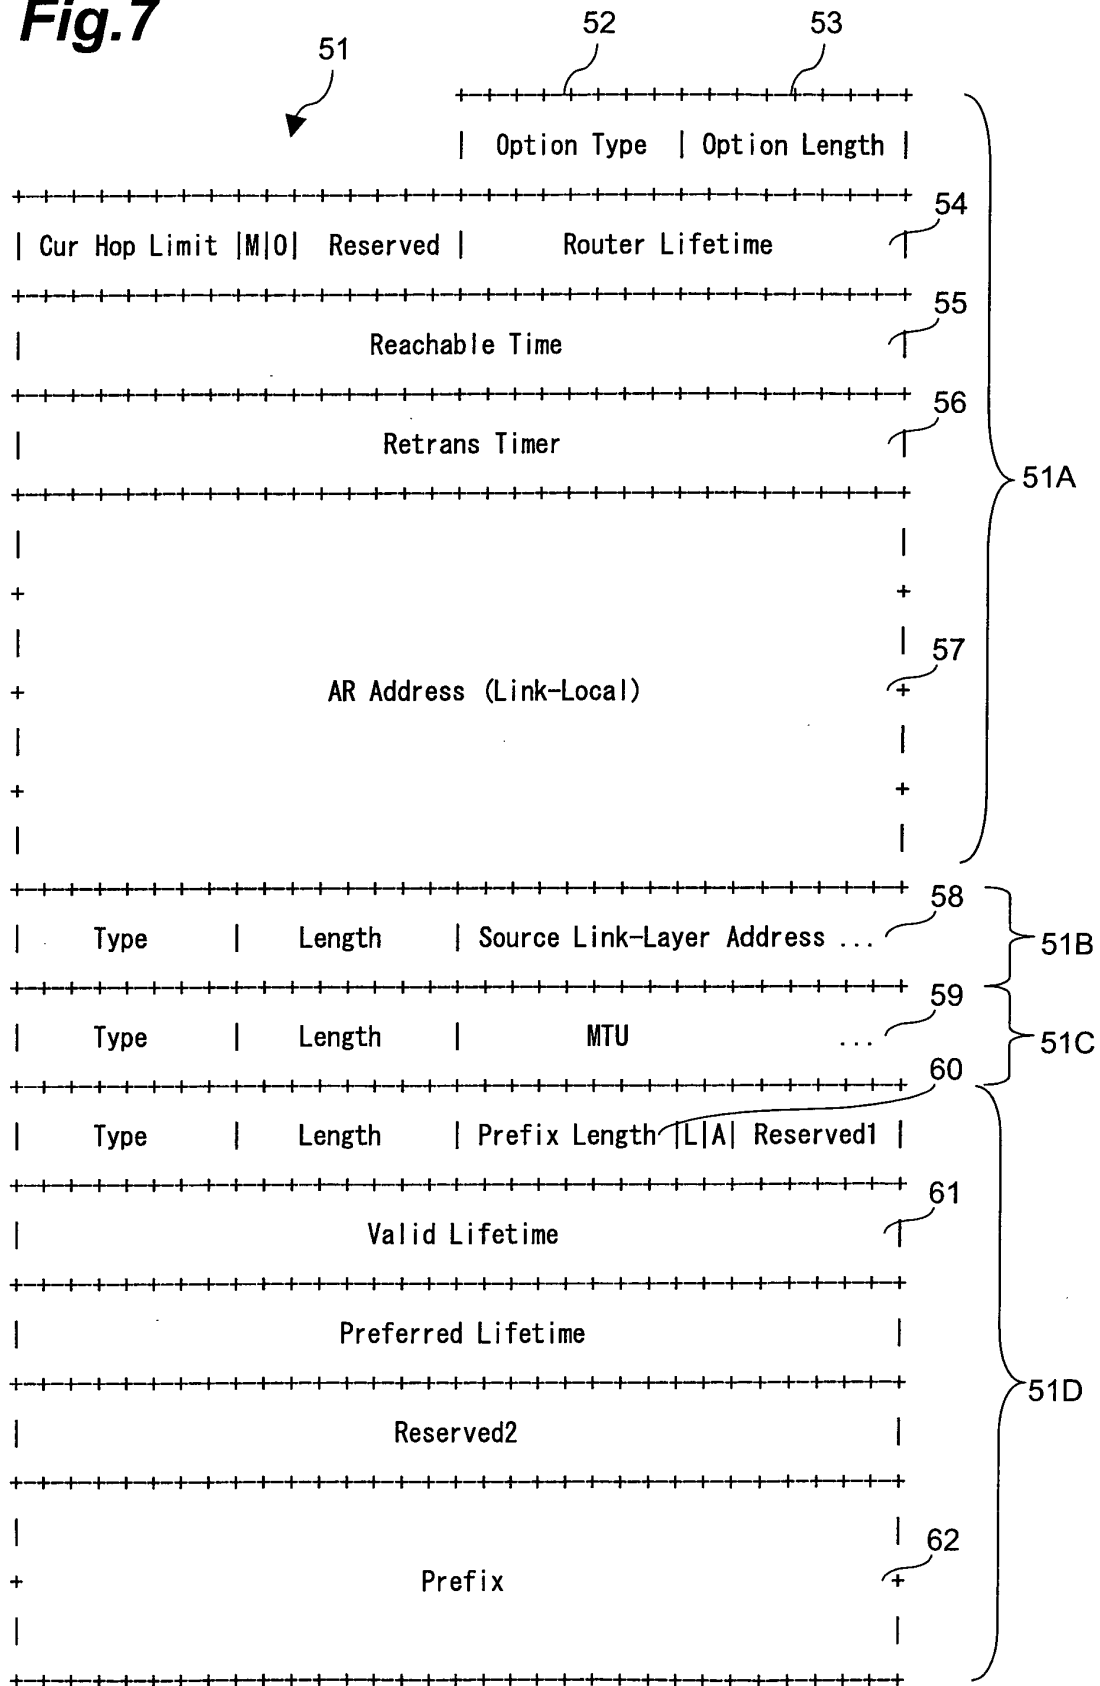 Fig.7
51
52
53
| Option Type | Option Length |
54
| Cur Hop Limit |M|O| Reserved | Router Lifetime |
55
| Reachable Time |
56
| Retrans Timer |
51A
57
AR Address (Link-Local)
58
| Type | Length | Source Link-Layer Address ...
51B
59
| Type | Length | MTU ...
51C
60
| Type | Length | Prefix Length |L|A| Reserved1 |
61
| Valid Lifetime |
| Preferred Lifetime |
51D
| Reserved2 |
62
Prefix